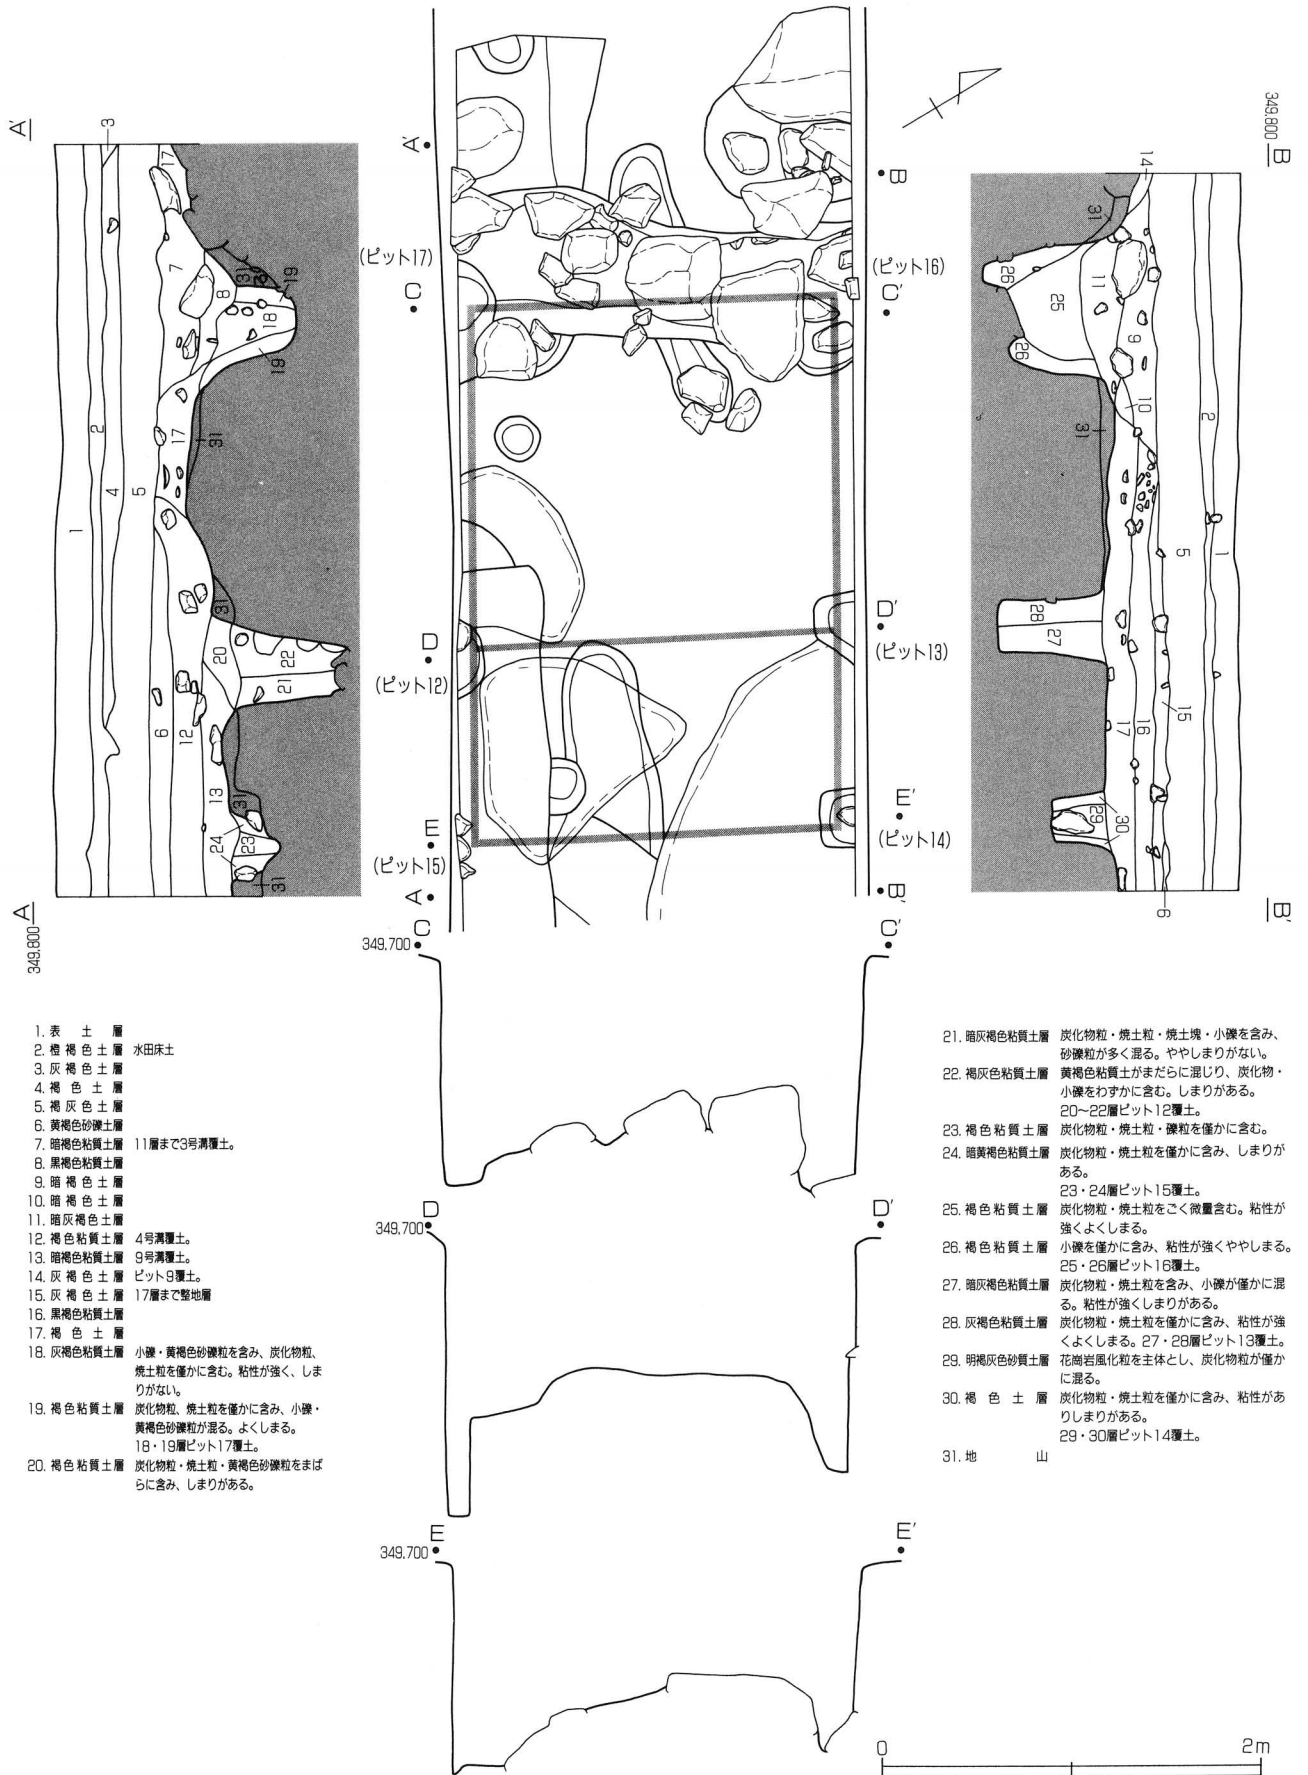 A'
3
17
7
31
19
8
18
19
2
4
5
17
31
1
31
20
22
21
6
12
13
31
24
23
31
A
349.800
A'
(ピット17)
C
D
(ピット12)
E
(ピット15)
A
B
(ピット16)
C'
D'
(ピット13)
E'
(ピット14)
B'
349.800
B
14
31
26
11
25
9
26
10
31
2
5
1
28
27
15
17
16
29
30
6
B'
C
C'
349.700
D
D'
349.700
E
E'
349.700
0
2m
1. 表土層
2. 橙褐色土層 水田床土
3. 灰褐色土層
4. 褐色土層
5. 褐灰色土層
6. 黄褐色砂礫土層
7. 暗褐色粘質土層 11層まで3号溝覆土。
8. 黒褐色粘質土層
9. 暗褐色土層
10. 暗褐色土層
11. 暗灰褐色土層
12. 褐色粘質土層 4号溝覆土。
13. 暗褐色粘質土層 9号溝覆土。
14. 灰褐色土層 ピット9覆土。
15. 灰褐色土層 17層まで整地層
16. 黒褐色粘質土層
17. 褐色土層
18. 灰褐色粘質土層 小礫・黄褐色砂礫粒を含み、炭化物粒、
焼土粒を僅かに含む。粘性が強く、しま
りがない。
19. 褐色粘質土層 炭化物粒、焼土粒を僅かに含み、小礫・
黄褐色砂礫粒が混る。よくしまる。
18・19層ピット17覆土。
20. 褐色粘質土層 炭化物粒・焼土粒・黄褐色砂礫粒をまば
らに含み、しまりがある。
21. 暗灰褐色粘質土層 炭化物粒・焼土粒・焼土塊・小礫を含み、
砂礫粒が多く混る。ややしまりがない。
22. 褐灰色粘質土層 黄褐色粘質土がまだらに混じり、炭化物・
小礫をわずかに含む。しまりがある。
20〜22層ピット12覆土。
23. 褐色粘質土層 炭化物粒・焼土粒・礫粒を僅かに含む。
24. 暗黄褐色粘質土層 炭化物粒・焼土粒を僅かに含み、しまりが
ある。
23・24層ピット15覆土。
25. 褐色粘質土層 炭化物粒・焼土粒をごく微量含む。粘性が
強くよくしまる。
26. 褐色粘質土層 小礫を僅かに含み、粘性が強くややしまる。
25・26層ピット16覆土。
27. 暗灰褐色粘質土層 炭化物粒・焼土粒を含み、小礫が僅かに混
る。粘性が強くしまりがある。
28. 灰褐色粘質土層 炭化物粒・焼土粒を僅かに含み、粘性が強
くよくしまる。27・28層ピット13覆土。
29. 明褐灰色砂質土層 花崗岩風化粒を主体とし、炭化物粒が僅か
に混る。
30. 褐色土層 炭化物粒・焼土粒を僅かに含み、粘性があ
りしまりがある。
29・30層ピット14覆土。
31. 地山